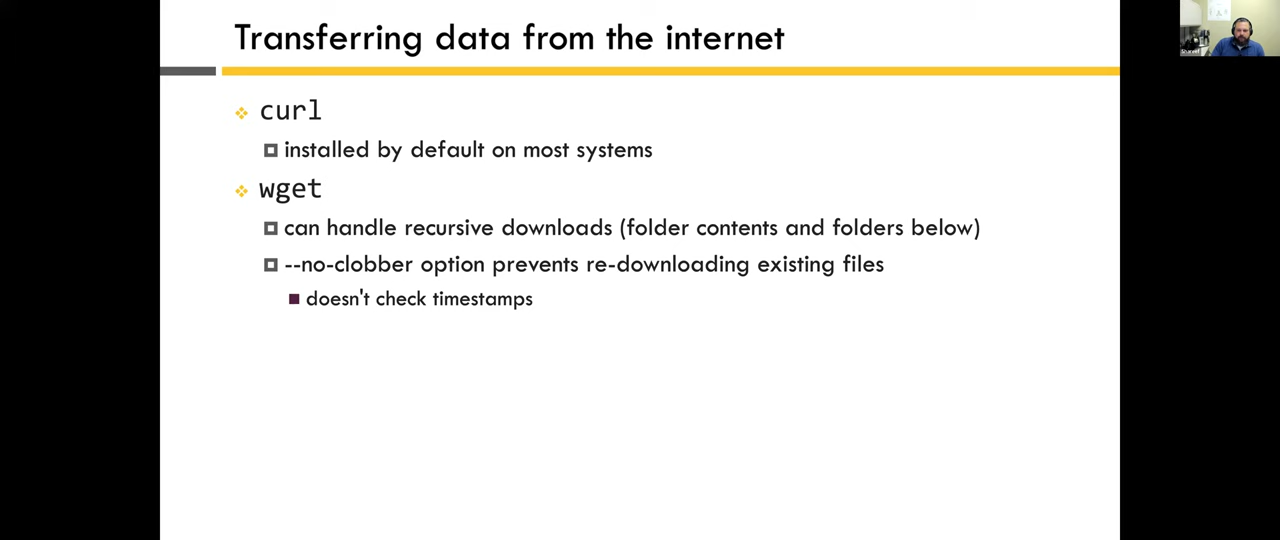 Transferring data from the internet
curl
installed by default on most systems
wget
can handle recursive downloads (folder contents and folders below)
--no-clobber option prevents re-downloading existing files
doesn't check timestamps